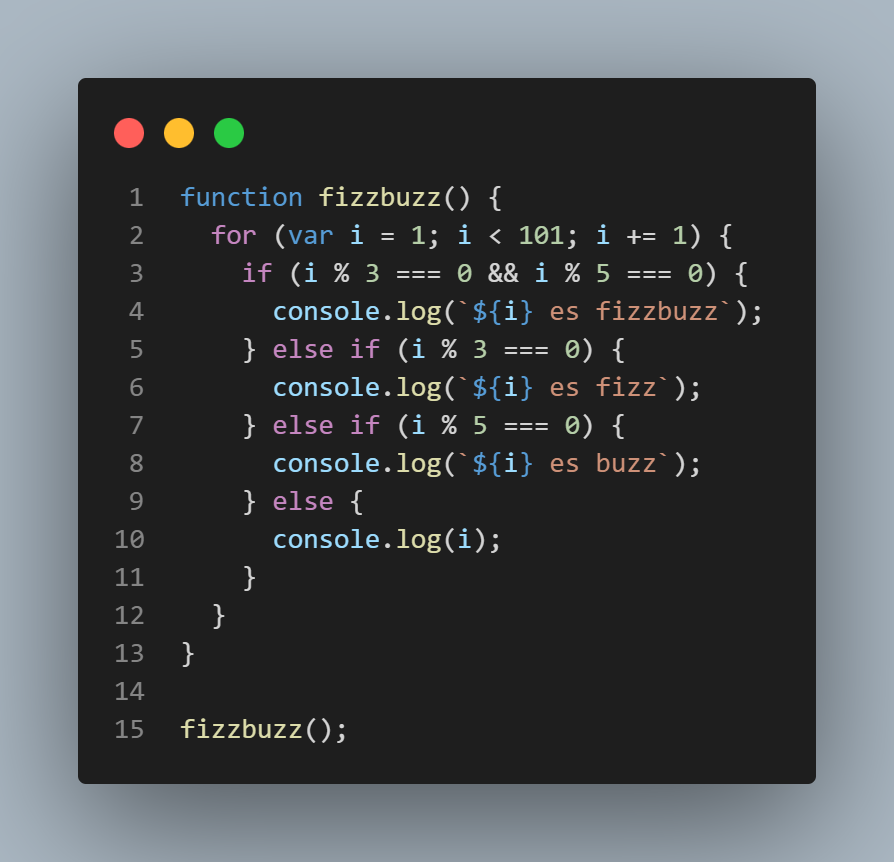 1 function fizzbuzz() {
2   for (var i = 1; i < 101; i += 1) {
3     if (i % 3 === 0 && i % 5 === 0) {
4       console.log(`${i} es fizzbuzz`);
5     } else if (i % 3 === 0) {
6       console.log(`${i} es fizz`);
7     } else if (i % 5 === 0) {
8       console.log(`${i} es buzz`);
9     } else {
10       console.log(i);
11     }
12   }
13 }
14
15 fizzbuzz();